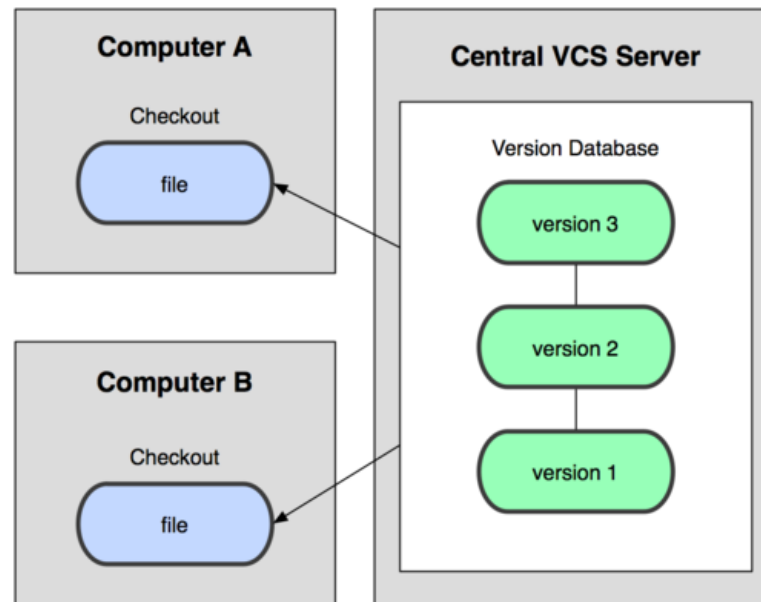 Computer A
Checkout
file
Computer B
Checkout
file
Central VCS Server
Version Database
version 3
version 2
version 1